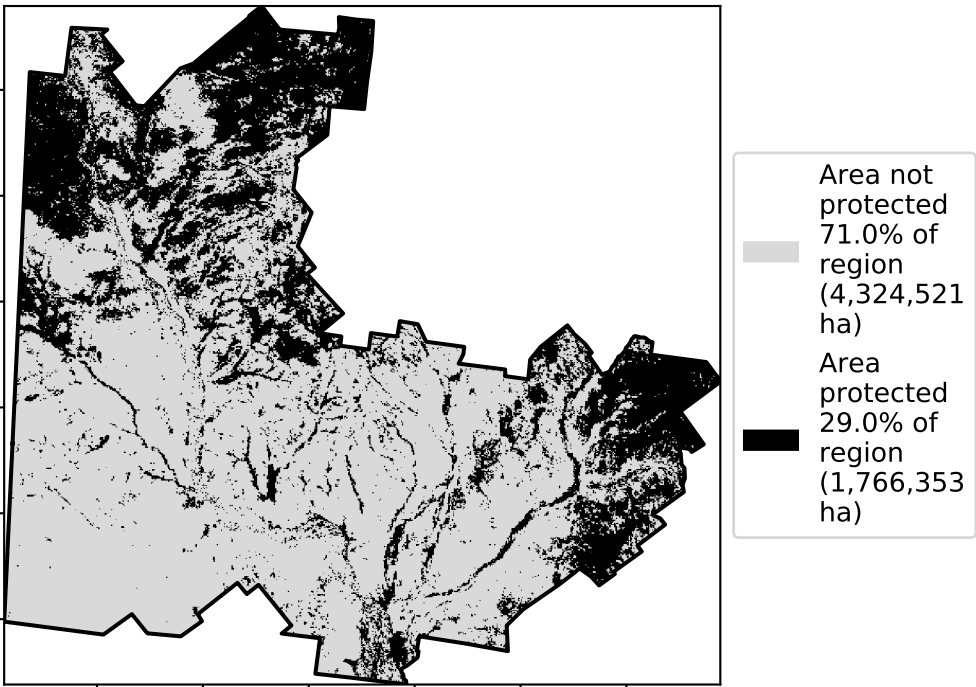 Area not
protected
71.0% of
region
(4,324,521
ha)
Area
protected
29.0% of
region
(1,766,353
ha)